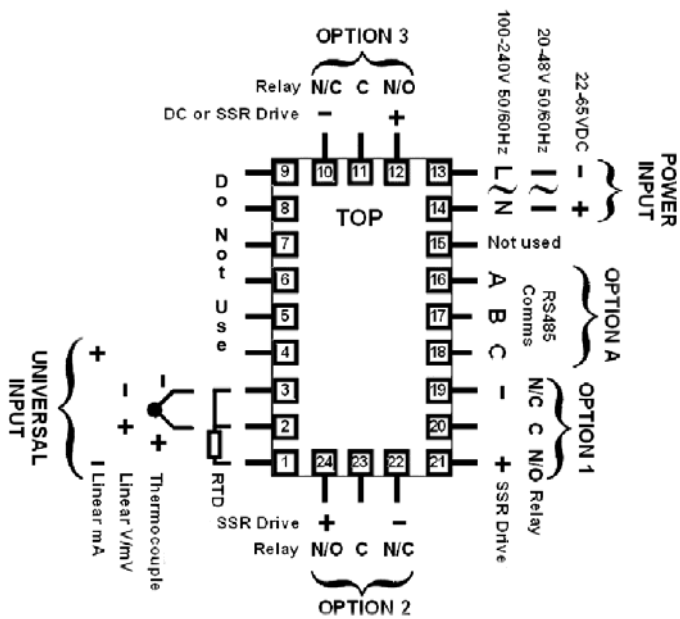 OPTION 3
Relay N/C C N/O
DC or SSR Drive − +
100-240V 50/60Hz
20-48V 50/60Hz
22-65VDC
POWER
INPUT
9 10 11 12 13 L −
8 14 N +
TOP
7 15 Not used
6 16 A
5 17 B
4 18 C
Do Not Use
RS485
Comms
OPTION A
3 19 −
2 20
1 24 23 22 21 +
N/C C N/O Relay
SSR Drive
OPTION 1
UNIVERSAL
INPUT
+ − Linear mA
− + Linear V/mV
− + Thermocouple
RTD
SSR Drive + −
Relay N/O C N/C
OPTION 2